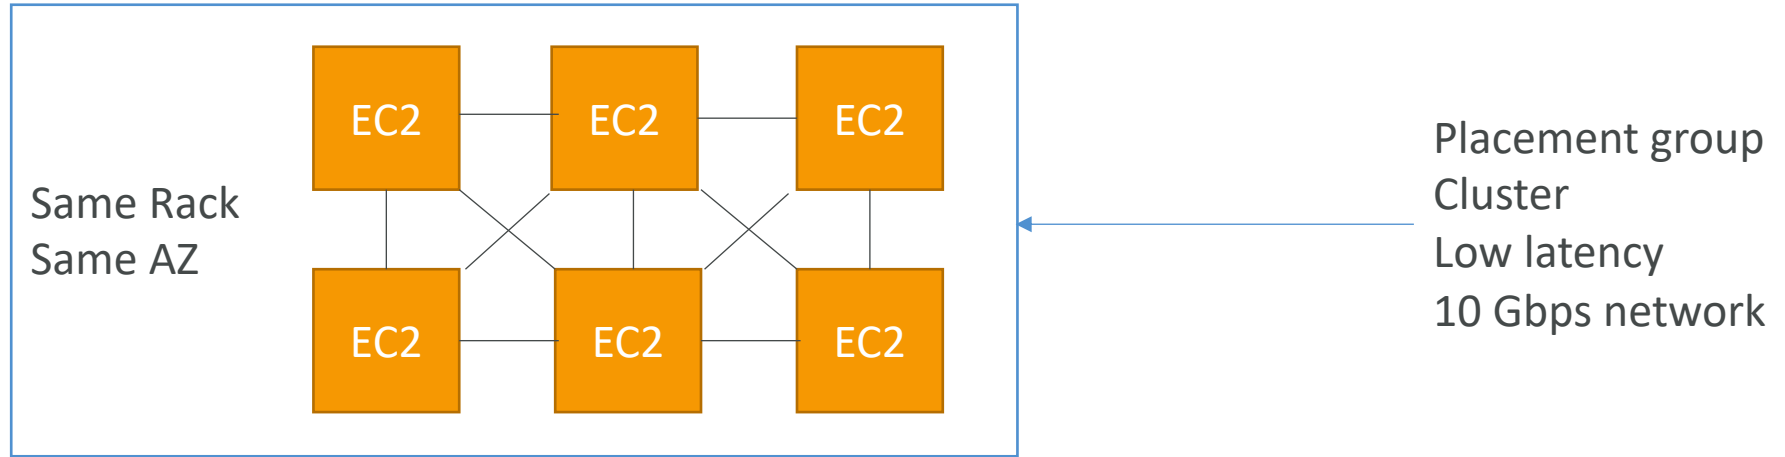 EC2 EC2 EC2
Same Rack
Same AZ
EC2 EC2 EC2
Placement group
Cluster
Low latency
10 Gbps network